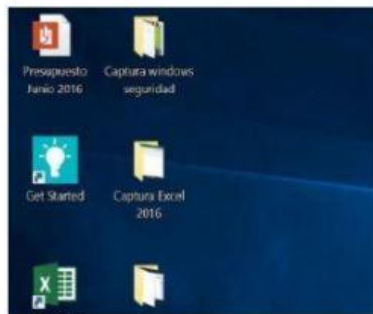 Presupuesto
Junio 2016
Captura windows
seguridad
Get Started
Captura Excel
2016